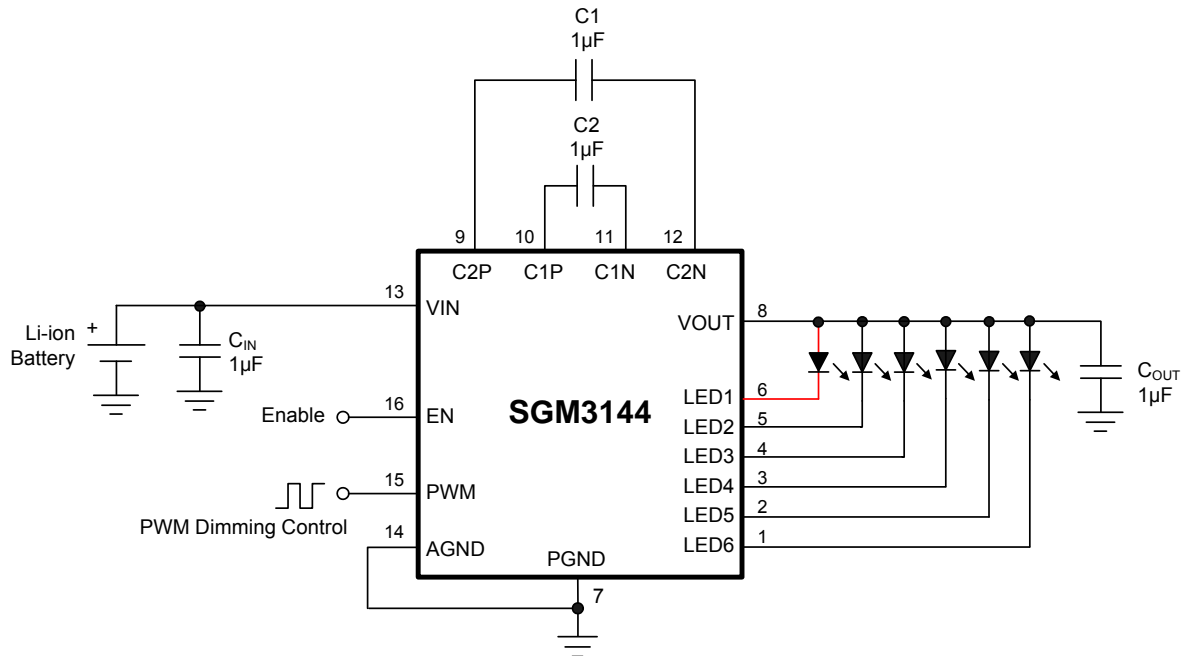 C1
1µF
C2
1µF
9 10 11 12
C2P C1P C1N C2N
13
VIN
Li-ion +
Battery
CIN
1µF
VOUT 8
COUT
1µF
Enable
16
EN
SGM3144
LED1 6
LED2 5
LED3 4
LED4 3
LED5 2
LED6 1
15
PWM
PWM Dimming Control
14
AGND
PGND
7